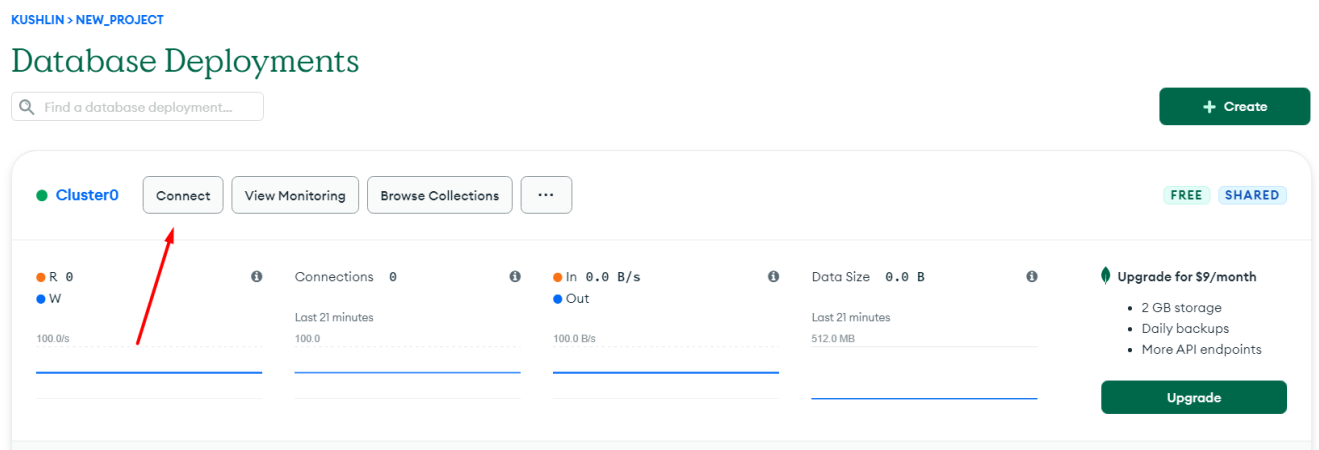 KUSHLIN > NEW_PROJECT
Database Deployments
Find a database deployment...
+ Create
Cluster0
Connect
View Monitoring
Browse Collections
...
FREE
SHARED
R 0
W
100.0/s
Connections 0
Last 21 minutes
100.0
In 0.0 B/s
Out
100.0 B/s
Data Size 0.0 B
Last 21 minutes
512.0 MB
Upgrade for $9/month
• 2 GB storage
• Daily backups
• More API endpoints
Upgrade